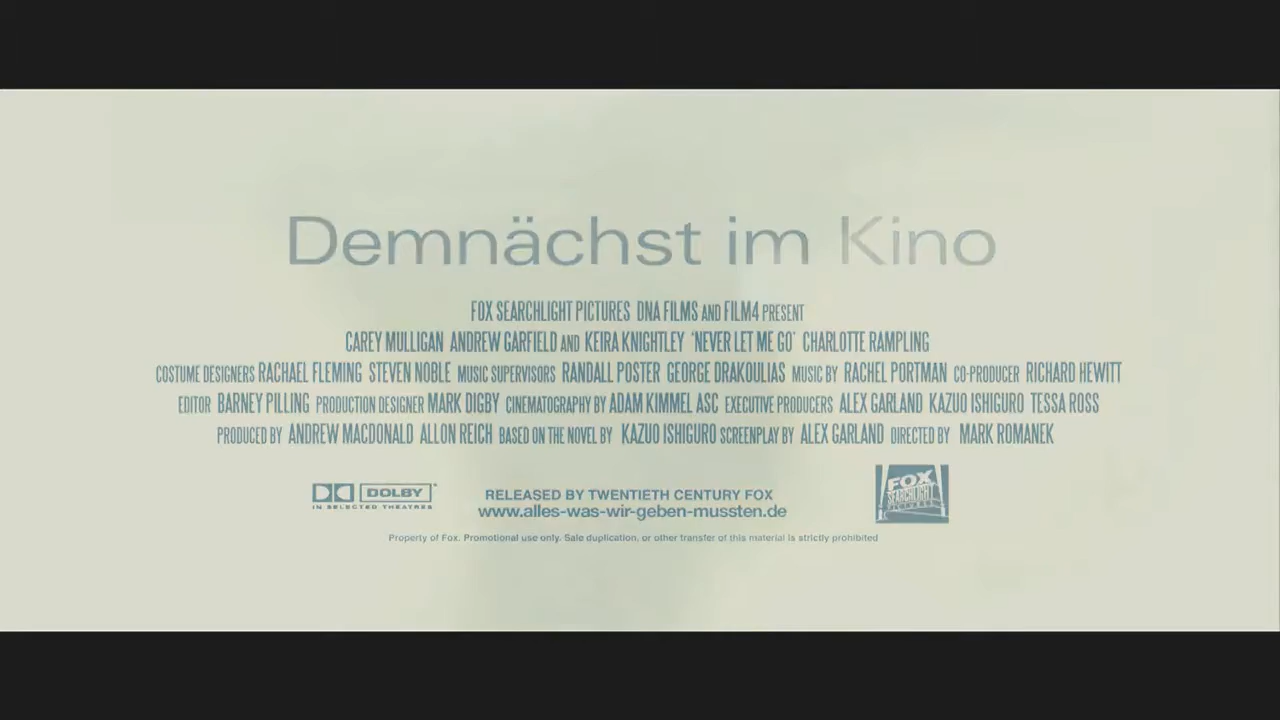 Demnächst im Kino
FOX SEARCHLIGHT PICTURES DNA FILMS AND FILM4 PRESENT
CAREY MULLIGAN ANDREW GARFIELD AND KEIRA KNIGHTLEY 'NEVER LET ME GO' CHARLOTTE RAMPLING
COSTUME DESIGNERS RACHAEL FLEMING STEVEN NOBLE MUSIC SUPERVISORS RANDALL POSTER GEORGE DRAKOULIAS MUSIC BY RACHEL PORTMAN CO-PRODUCER RICHARD HEWITT
EDITOR BARNEY PILLING PRODUCTION DESIGNER MARK DIGBY CINEMATOGRAPHY BY ADAM KIMMEL ASC EXECUTIVE PRODUCERS ALEX GARLAND KAZUO ISHIGURO TESSA ROSS
PRODUCED BY ANDREW MACDONALD ALLON REICH BASED ON THE NOVEL BY KAZUO ISHIGURO SCREENPLAY BY ALEX GARLAND DIRECTED BY MARK ROMANEK
DOLBY
IN SELECTED THEATRES
RELEASED BY TWENTIETH CENTURY FOX
www.alles-was-wir-geben-mussten.de
FOX
SEARCHLIGHT
PICTURES
Property of Fox. Promotional use only. Sale duplication, or other transfer of this material is strictly prohibited